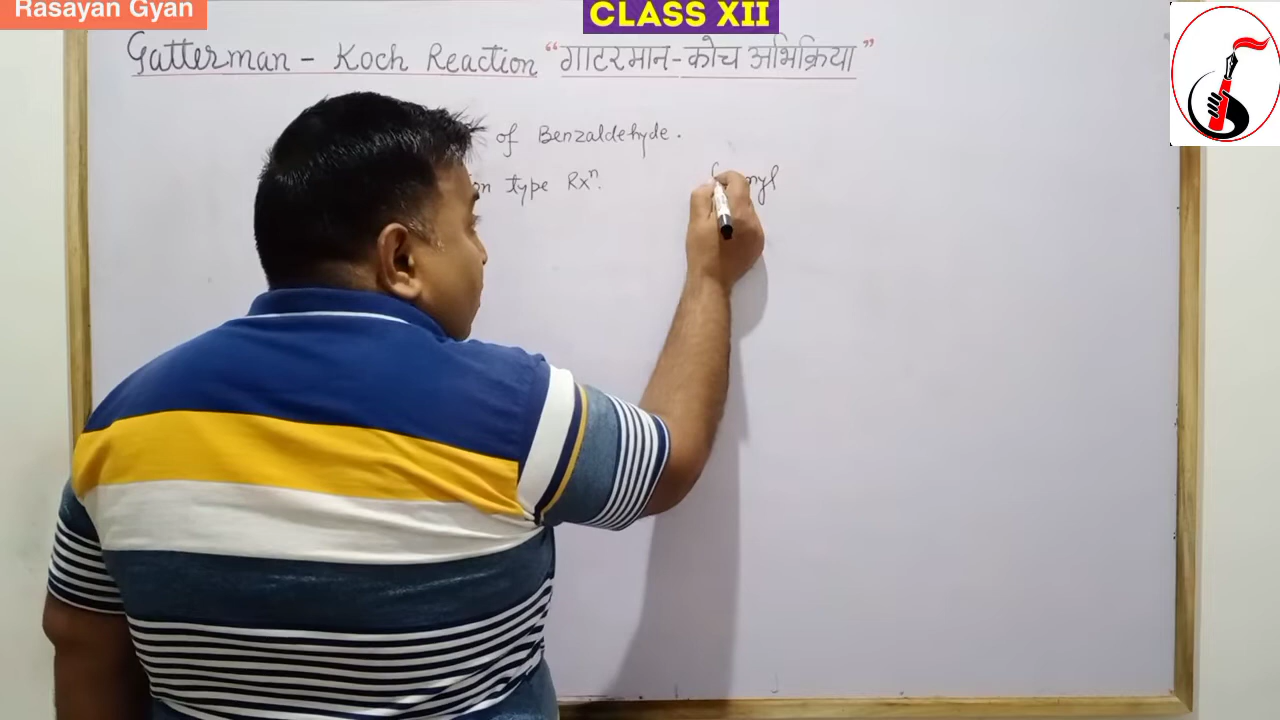 Rasayan Gyan
CLASS XII
Gatterman - Koch Reaction "गाटरमान-कोच अभिक्रिया"
of Benzaldehyde.
type Rxⁿ.